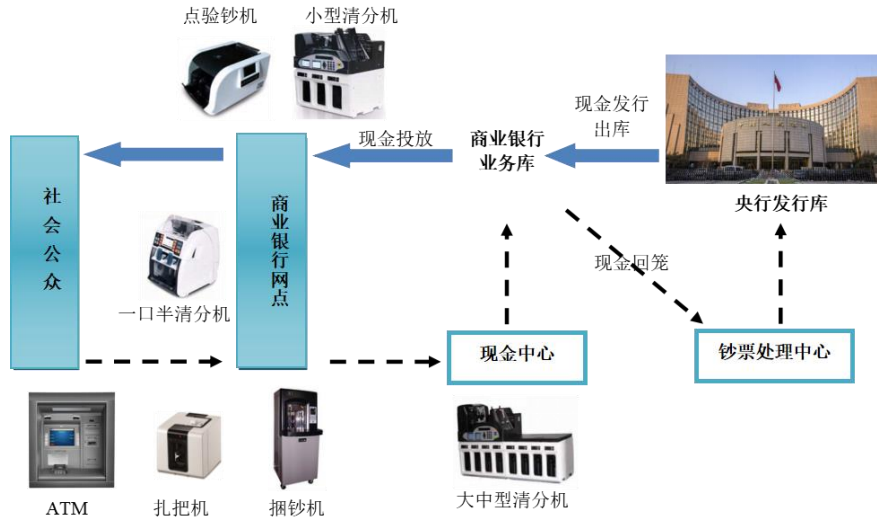 点验钞机
小型清分机
现金投放
商业银行
业务库
现金发行
出库
央行发行库
社会公众
商业银行网点
一口半清分机
现金回笼
现金中心
钞票处理中心
ATM
扎把机
捆钞机
大中型清分机